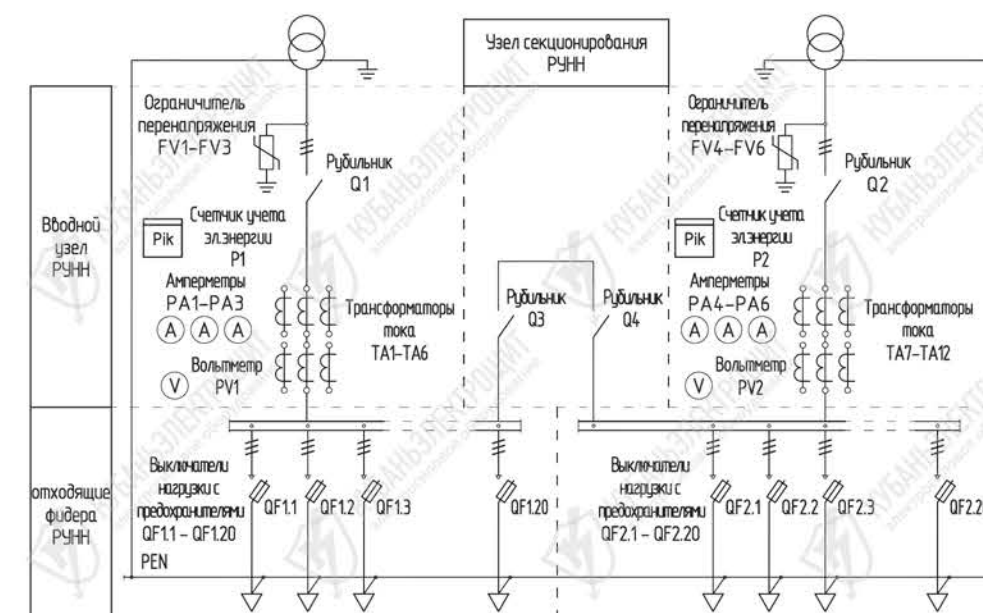 Узел секционирования
РУНН
Ограничитель
перенапряжения
FV1-FV3
Рубильник
Q1
Вводной
узел
РУНН
Счетчик учета
эл.энергии
P1
Pik
Амперметры
PA1-PA3
A A A
Трансформаторы
тока
TA1-TA6
Вольтметр
PV1
V
Рубильник
Q3
Рубильник
Q4
Ограничитель
перенапряжения
FV4-FV6
Рубильник
Q2
Счетчик учета
эл.энергии
P2
Pik
Амперметры
PA4-PA6
A A A
Трансформаторы
тока
TA7-TA12
Вольтметр
PV2
V
отходящие
фидера
РУНН
Выключатели
нагрузки с
предохранителями
QF1.1 - QF1.20
QF1.1 QF1.2 QF1.3 QF1.20
PEN
Выключатели
нагрузки с
предохранителями
QF2.1 - QF2.20
QF2.1 QF2.2 QF2.3 QF2.20
КУБАНЬЭЛЕКТРОЩИТ